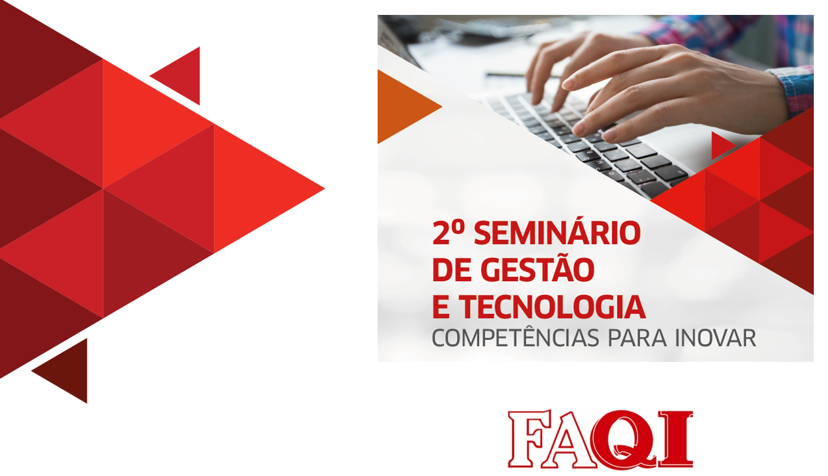 2º SEMINÁRIO
DE GESTÃO
E TECNOLOGIA
COMPETÊNCIAS PARA INOVAR
FAQI